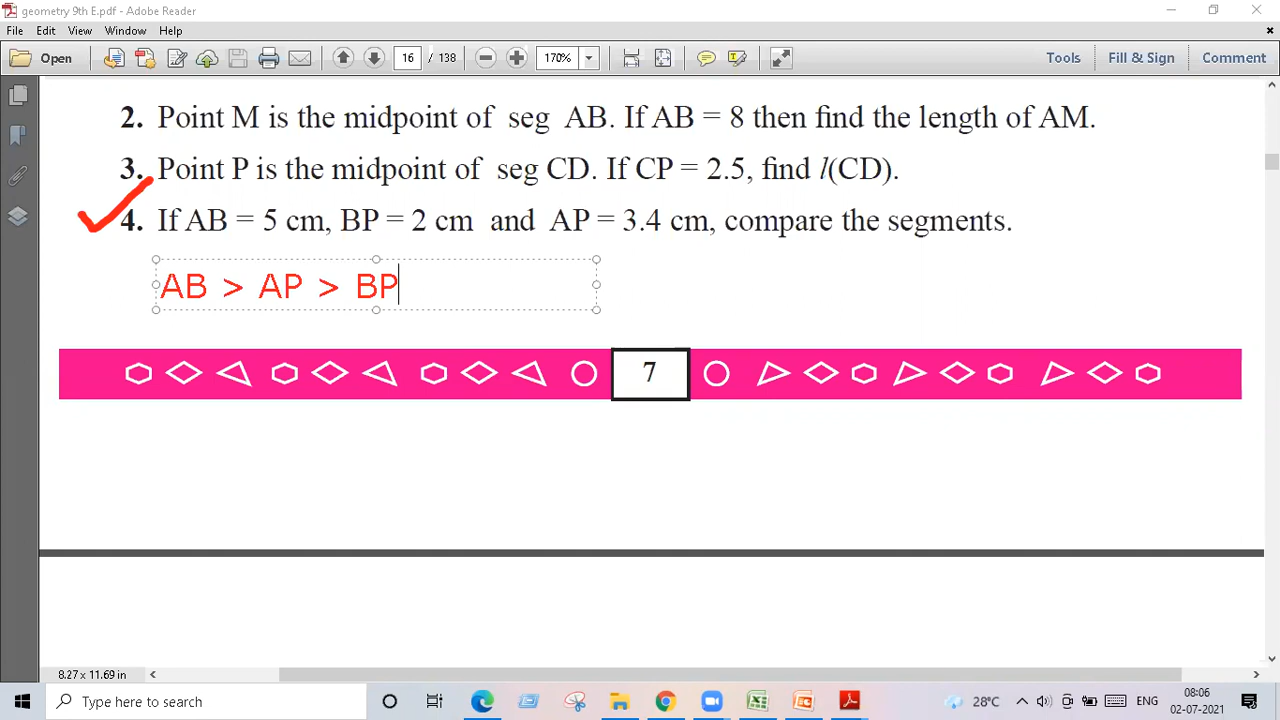 geometry 9th E.pdf - Adobe Reader
File Edit View Window Help
Open 16 / 138 170% Tools Fill & Sign Comment
2. Point M is the midpoint of seg AB. If AB = 8 then find the length of AM.
3. Point P is the midpoint of seg CD. If CP = 2.5, find l(CD).
4. If AB = 5 cm, BP = 2 cm and AP = 3.4 cm, compare the segments.
AB > AP > BP
7
8.27 x 11.69 in
Type here to search 28°C ENG 08:06
02-07-2021